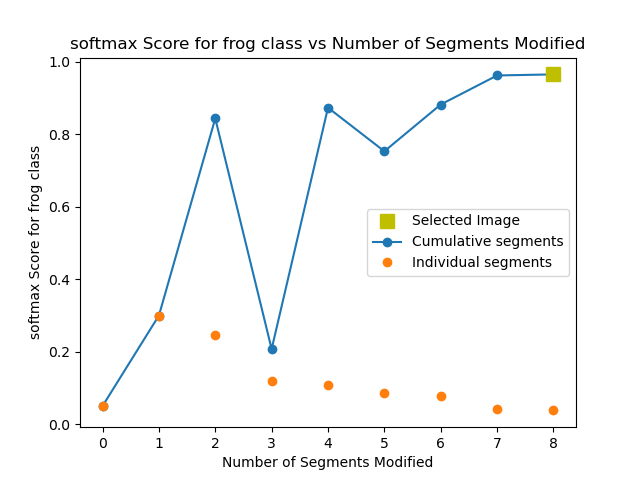 softmax Score for frog class vs Number of Segments Modified
1.0
0.8
0.6
0.4
0.2
0.0
softmax Score for frog class
Selected Image
Cumulative segments
Individual segments
0 1 2 3 4 5 6 7 8
Number of Segments Modified